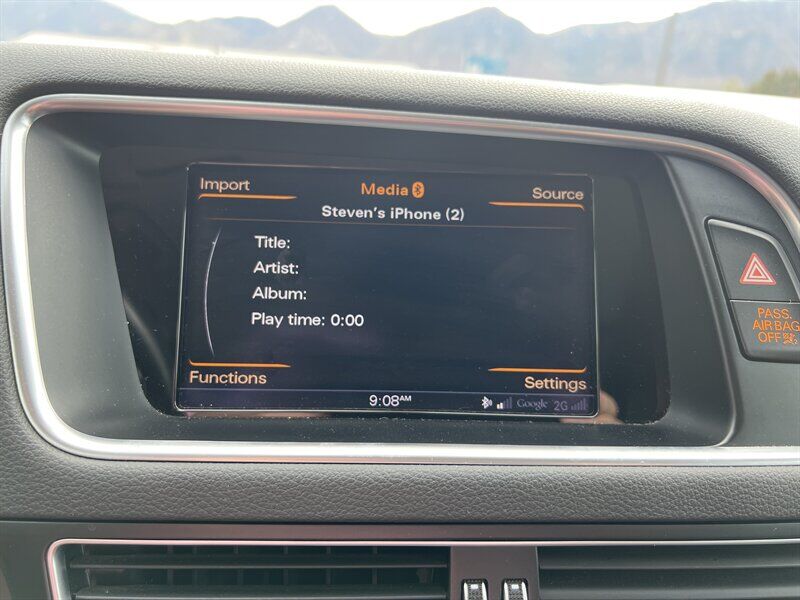 Import
Media
Source
Steven's iPhone (2)
Title:
Artist:
Album:
Play time: 0:00
Functions
Settings
9:08AM
Google 2G
PASS.
AIR BAG
OFF